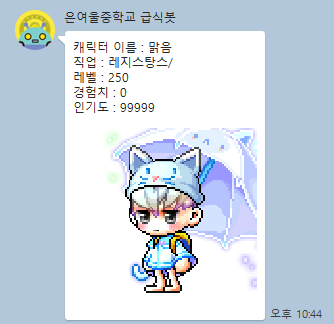 은여울중학교 급식봇
캐릭터 이름 : 맑음
직업 : 레지스탕스/
레벨 : 250
경험치 : 0
인기도 : 99999
오후 10:44